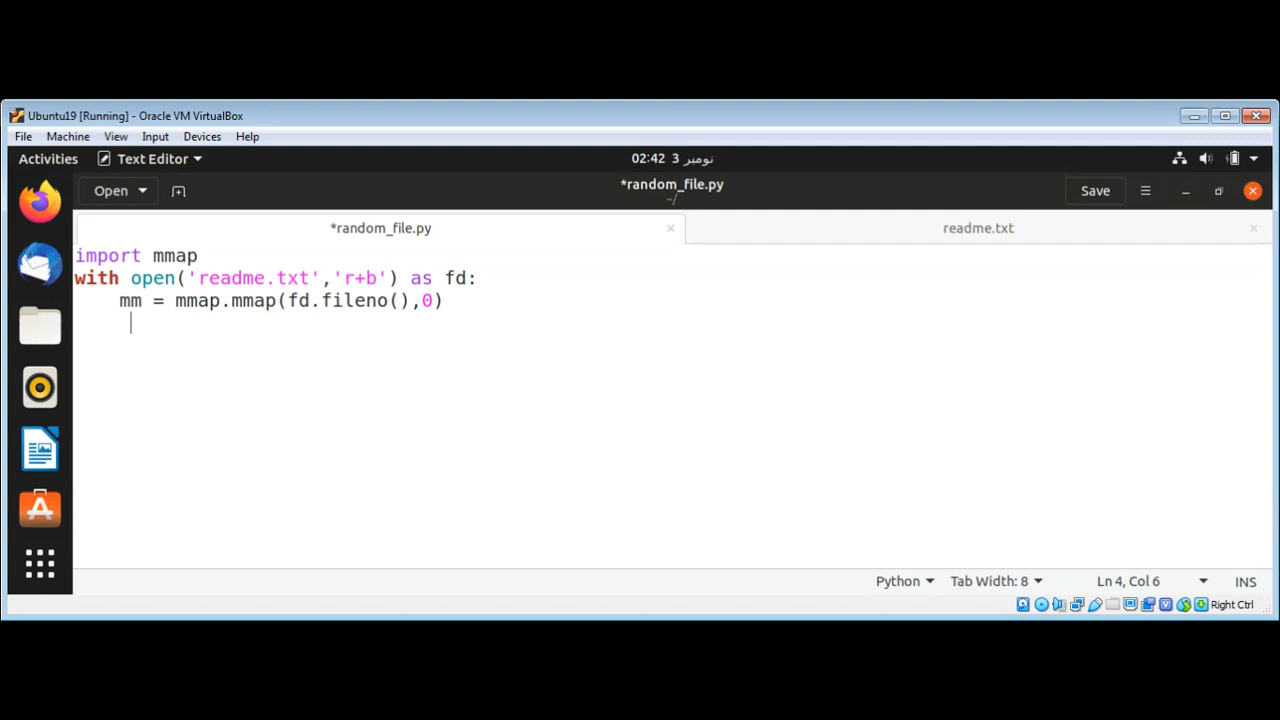 Ubuntu19 [Running] - Oracle VM VirtualBox
File Machine View Input Devices Help
Activities Text Editor 02:42 3 نومبر
Open *random_file.py Save
~/
*random_file.py readme.txt
import mmap
with open('readme.txt','r+b') as fd:
    mm = mmap.mmap(fd.fileno(),0)
Python Tab Width: 8 Ln 4, Col 6 INS
Right Ctrl